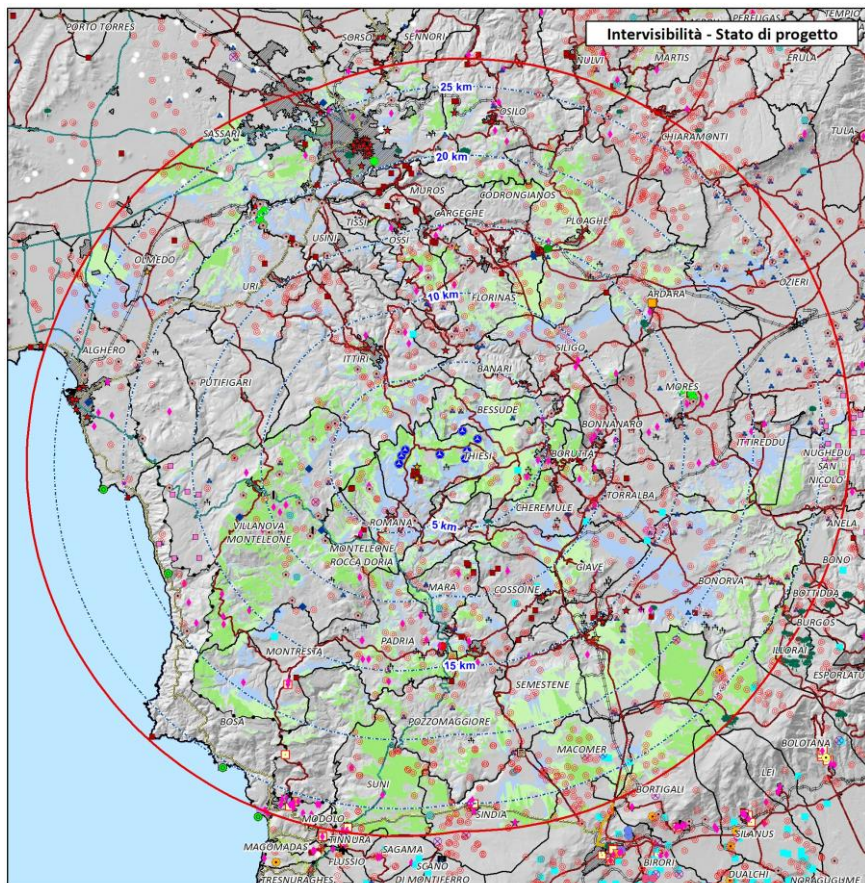 Intervisibilità - Stato di progetto
PORTO TORRES
SORSO
SENNORI
NULVI
MARTIS
PERFUGAS
ERULA
25 km
OSILO
SASSARI
CHIARAMONTI
TULA
20 km
MUROS
CODRONGIANOS
CARGEGHE
PLOAGHE
TISSI
OSSI
USINI
OLMEDO
URI
OZIERI
10 km
FLORINAS
ARDARA
ALGHERO
ITTIRI
SILIGO
BANARI
PUTIFIGARI
MORES
BESSUDE
BONNANARO
ITTIREDDU
THIESI
BORUTTA
NUGHEDU
SAN
NICOLO
TORRALBA
CHEREMULE
ROMANA
VILLANOVA
MONTELEONE
5 km
ANELA
MONTELEONE
ROCCA DORIA
BONO
GIAVE
MARA
COSSOINE
BONORVA
BOTTIDDA
BURGOS
PADRIA
ILLORAI
MONTRESTA
15 km
ESPORLATU
SEMESTENE
BOSA
POZZOMAGGIORE
MACOMER
BOLOTANA
LEI
SUNI
BORTIGALI
SINDIA
MODOLO
SILANUS
TINNURA
MAGOMADAS
FLUSSIO
SAGAMA
BIRORI
SCANO
DI MONTIFERRO
DUALCHI
TRESNURAGHES
NORAGUGUME